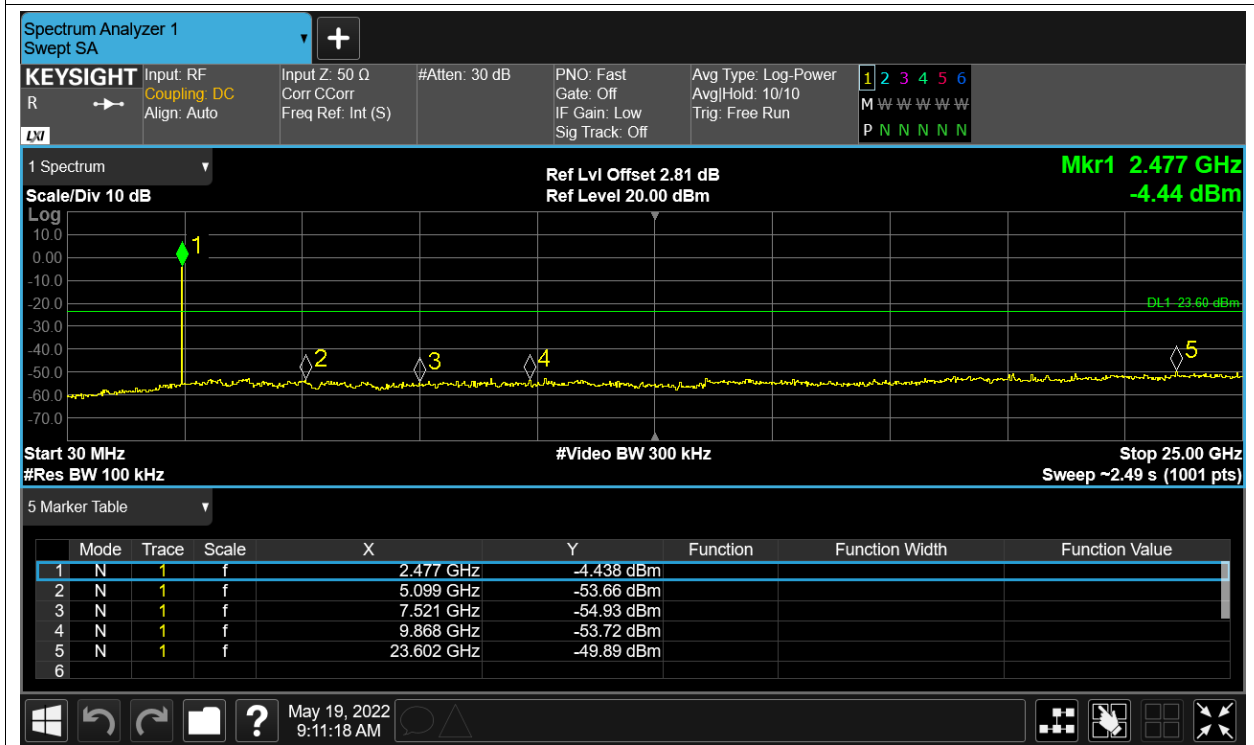 Spectrum Analyzer 1
Swept SA
+
KEYSIGHT
R
LXI
Input: RF
Coupling: DC
Align: Auto
Input Z: 50 Ω
Corr CCorr
Freq Ref: Int (S)
#Atten: 30 dB
PNO: Fast
Gate: Off
IF Gain: Low
Sig Track: Off
Avg Type: Log-Power
Avg|Hold: 10/10
Trig: Free Run
1 2 3 4 5 6
M W W W W W
P N N N N N
1 Spectrum
Scale/Div 10 dB
Ref Lvl Offset 2.81 dB
Ref Level 20.00 dBm
Mkr1 2.477 GHz
-4.44 dBm
Log
10.0
0.00
-10.0
-20.0
-30.0
-40.0
-50.0
-60.0
-70.0
1
2
3
4
5
DL1 -23.60 dBm
Start 30 MHz
#Res BW 100 kHz
#Video BW 300 kHz
Stop 25.00 GHz
Sweep ~2.49 s (1001 pts)
5 Marker Table
Mode Trace Scale X Y Function Function Width Function Value
1 N 1 f 2.477 GHz -4.438 dBm
2 N 1 f 5.099 GHz -53.66 dBm
3 N 1 f 7.521 GHz -54.93 dBm
4 N 1 f 9.868 GHz -53.72 dBm
5 N 1 f 23.602 GHz -49.89 dBm
6
?
May 19, 2022
9:11:18 AM